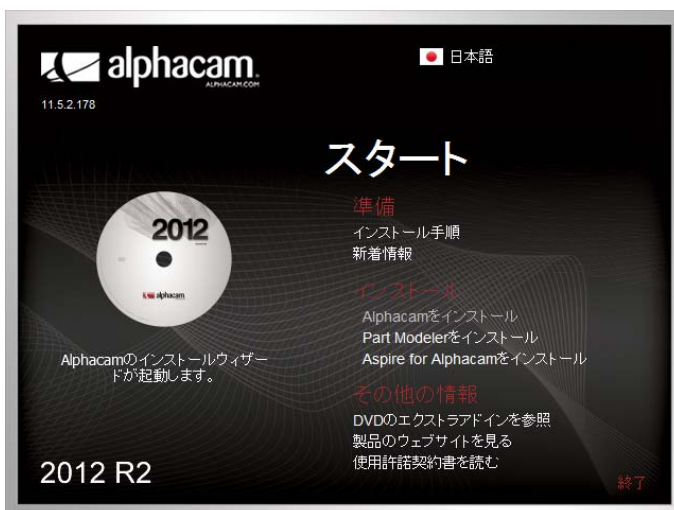 alphacam.
ALPHACAM.COM
日本語
11.5.2.178
スタート
準備
インストール手順
新着情報
インストール
Alphacamをインストール
Part Modelerをインストール
Aspire for Alphacamをインストール
その他の情報
DVDのエクストラアドインを参照
製品のウェブサイトを見る
使用許諾契約書を読む
終了
2012
alphacam
Alphacamのインストールウィザー
ドが起動します。
2012 R2